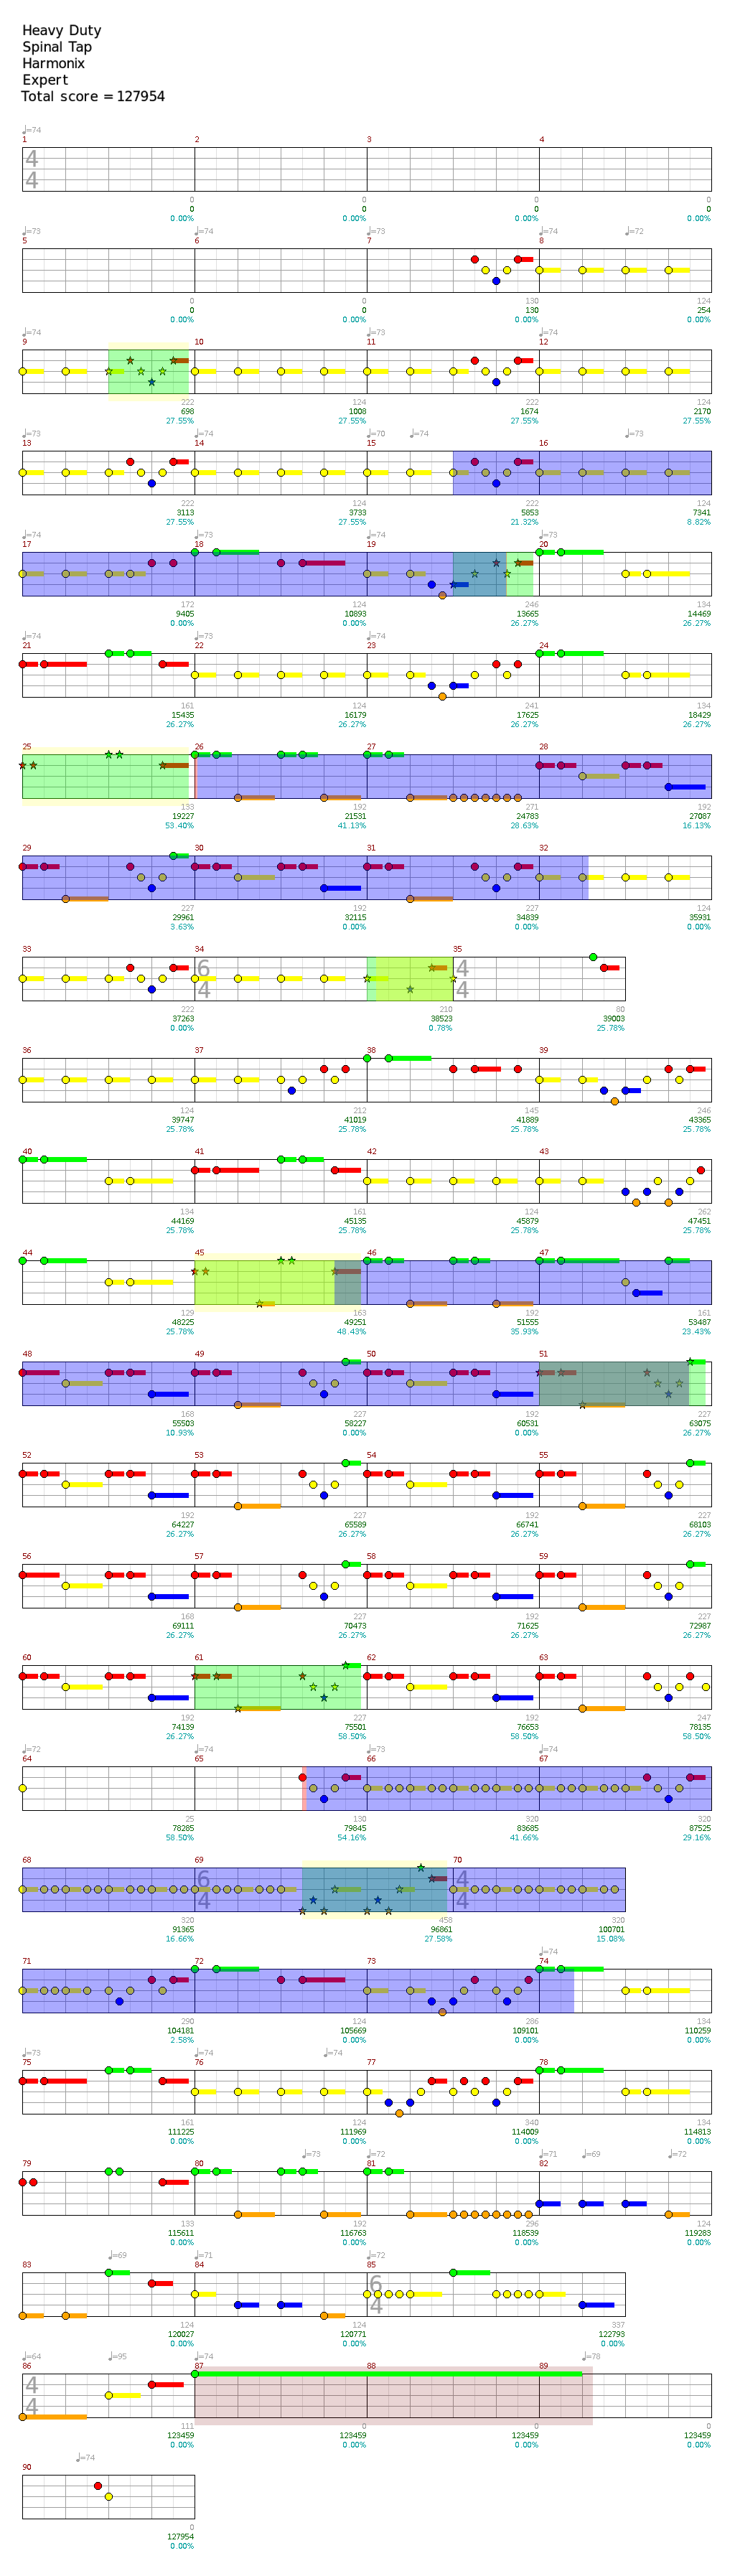 Heavy Duty
Spinal Tap
Harmonix
Expert
Total score = 127954
♩=74
1 2 3 4
4
4
0 0 0 0
0 0 0 0
0.00% 0.00% 0.00% 0.00%
♩=73 ♩=74 ♩=73 ♩=74 ♩=72
5 6 7 8
0 0 130 124
0 0 130 254
0.00% 0.00% 0.00% 0.00%
♩=74 ♩=73 ♩=74
9 10 11 12
222 124 222 124
698 1008 1674 2170
27.55% 27.55% 27.55% 27.55%
♩=73 ♩=74 ♩=70 ♩=74 ♩=73
13 14 15 16
222 124 222 124
3113 3733 5853 7341
27.55% 27.55% 21.32% 8.82%
♩=74 ♩=73 ♩=74 ♩=73
17 18 19 20
172 124 246 134
9405 10893 13665 14469
0.00% 0.00% 26.27% 26.27%
♩=74 ♩=73 ♩=74
21 22 23 24
161 124 241 134
15435 16179 17625 18429
26.27% 26.27% 26.27% 26.27%
25 26 27 28
133 192 271 192
19227 21531 24783 27087
53.40% 41.13% 28.63% 16.13%
29 30 31 32
227 192 227 124
29961 32115 34839 35931
3.63% 0.00% 0.00% 0.00%
33 34 35
6 4
4 4
222 210 80
37263 38523 39003
0.00% 0.78% 25.78%
36 37 38 39
124 212 145 246
39747 41019 41889 43365
25.78% 25.78% 25.78% 25.78%
40 41 42 43
134 161 124 262
44169 45135 45879 47451
25.78% 25.78% 25.78% 25.78%
44 45 46 47
129 163 192 161
48225 49251 51555 53487
25.78% 48.43% 35.93% 23.43%
48 49 50 51
168 227 192 227
55503 58227 60531 63075
10.93% 0.00% 0.00% 26.27%
52 53 54 55
192 227 192 227
64227 65589 66741 68103
26.27% 26.27% 26.27% 26.27%
56 57 58 59
168 227 192 227
69111 70473 71625 72987
26.27% 26.27% 26.27% 26.27%
60 61 62 63
192 227 192 247
74139 75501 76653 78135
26.27% 58.50% 58.50% 58.50%
♩=72 ♩=74 ♩=73 ♩=74
64 65 66 67
25 130 320 320
78285 79845 83685 87525
58.50% 54.16% 41.66% 29.16%
68 69 70
6 4
4 4
320 458 320
91365 96861 100701
16.66% 27.58% 15.08%
♩=74
71 72 73 74
290 124 286 134
104181 105669 109101 110259
2.58% 0.00% 0.00% 0.00%
♩=73 ♩=74 ♩=74
75 76 77 78
161 124 340 134
111225 111969 114009 114813
0.00% 0.00% 0.00% 0.00%
♩=73 ♩=72 ♩=71 ♩=69 ♩=72
79 80 81 82
133 192 296 124
115611 116763 118539 119283
0.00% 0.00% 0.00% 0.00%
♩=69 ♩=71 ♩=72
83 84 85
6
4
124 124 337
120027 120771 122793
0.00% 0.00% 0.00%
♩=64 ♩=95 ♩=74 ♩=78
86 87 88 89
4
4
111 0 0 0
123459 123459 123459 123459
0.00% 0.00% 0.00% 0.00%
♩=74
90
0
127954
0.00%